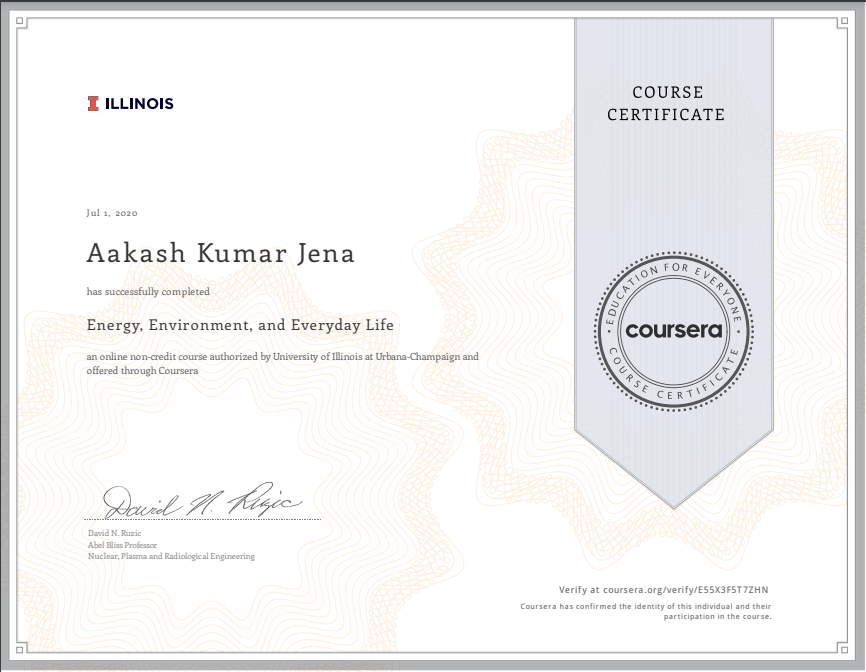 ILLINOIS
COURSE
CERTIFICATE
Jul 1, 2020
Aakash Kumar Jena
has successfully completed
Energy, Environment, and Everyday Life
an online non-credit course authorized by University of Illinois at Urbana-Champaign and
offered through Coursera
EDUCATION FOR EVERYONE
coursera
COURSE CERTIFICATE
David N. Ruzic
David N. Ruzic
Abel Bliss Professor
Nuclear, Plasma and Radiological Engineering
Verify at coursera.org/verify/E55X3F5T7ZHN
Coursera has confirmed the identity of this individual and their
participation in the course.